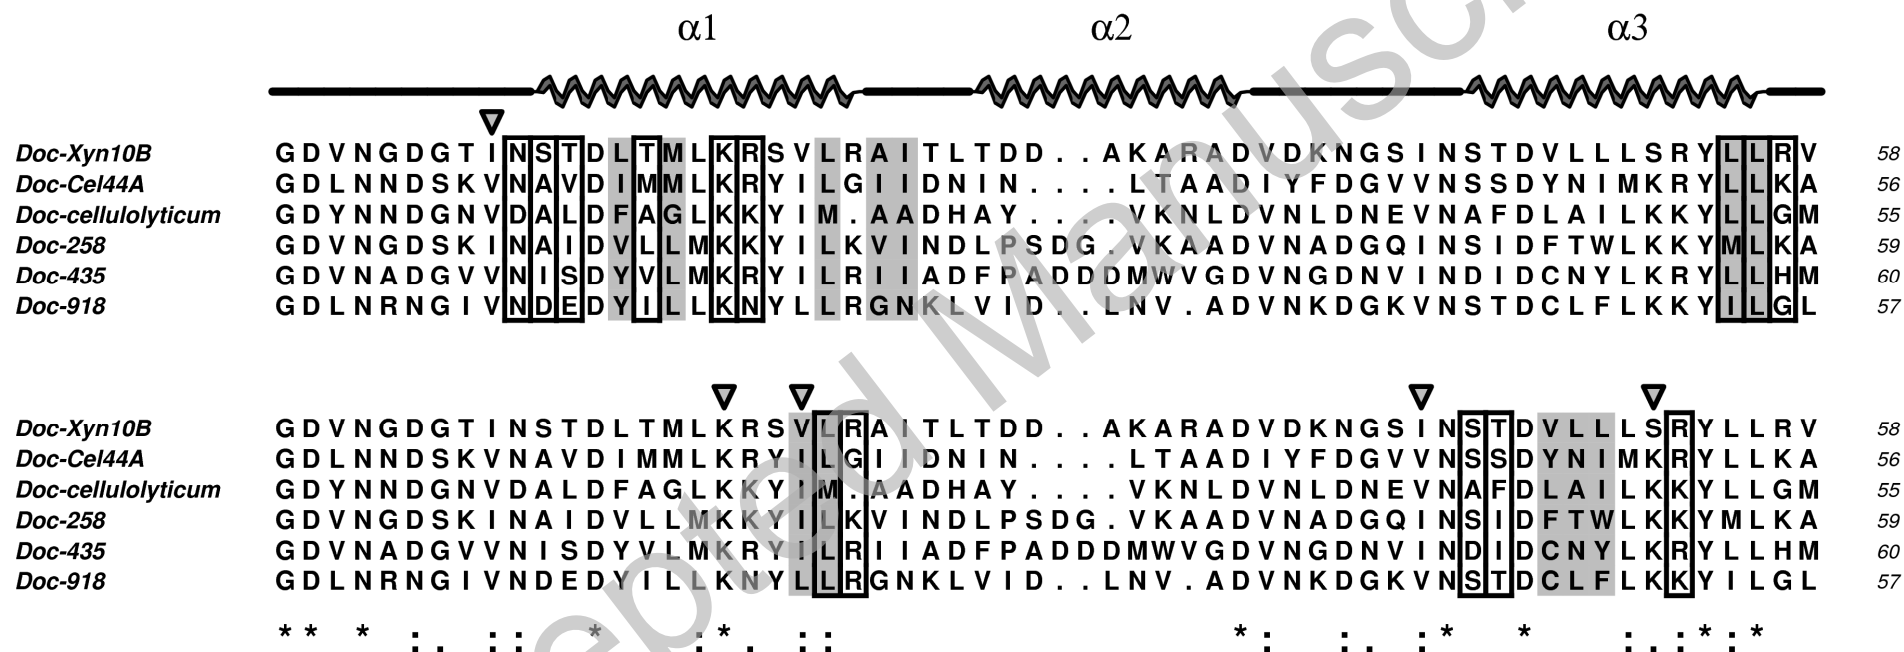 α1 α2 α3
Doc-Xyn10B GDVNGDGTINSTDLTMLKRSVLRAITLTDD..AKARADVDKNGSINSTDVLLLSRYLLRV 58
Doc-Cel44A GDLNNDSKVNAVDIMMLKRYILGIIDNIN....LTAADIYFDGVVNSSDYNIMKRYLLKA 56
Doc-cellulolyticum GDYNNDGNVDALDFAGLKKYIM.AADHAY....VKNLDVNLDNEVNAFDLAILKKYLLGM 55
Doc-258 GDVNGDSKINAIDVLLMKKYILKVINDLPSDG.VKAADVNADGQINSIDFTWLKKYMLKA 59
Doc-435 GDVNADGVVNISDYVLMKRYILRIIADFPADDDMWVGDVNGDNVINDIDCNYLKRYLLHM 60
Doc-918 GDLNRNGIVNDEDYILLKNYLLRGNKLVID..LNV.ADVNKDGKVNSTDCLFLKKYILGL 57
Doc-Xyn10B GDVNGDGTINSTDLTMLKRSVLRAITLTDD..AKARADVDKNGSINSTDVLLLSRYLLRV 58
Doc-Cel44A GDLNNDSKVNAVDIMMLKRYILGIIDNIN....LTAADIYFDGVVNSSDYNIMKRYLLKA 56
Doc-cellulolyticum GDYNNDGNVDALDFAGLKKYIM.AADHAY....VKNLDVNLDNEVNAFDLAILKKYLLGM 55
Doc-258 GDVNGDSKINAIDVLLMKKYILKVINDLPSDG.VKAADVNADGQINSIDFTWLKKYMLKA 59
Doc-435 GDVNADGVVNISDYVLMKRYILRIIADFPADDDMWVGDVNGDNVINDIDCNYLKRYLLHM 60
Doc-918 GDLNRNGIVNDEDYILLKNYLLRGNKLVID..LNV.ADVNKDGKVNSTDCLFLKKYILGL 57
** * :. :: * :*. :: *: :. :* * :.:*:*